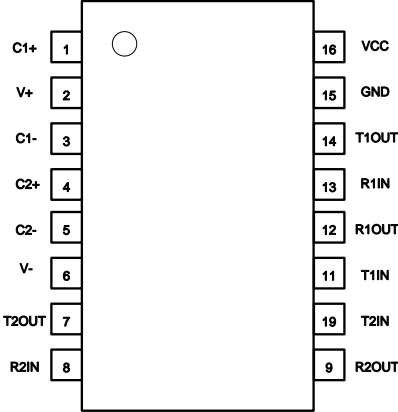 C1+ 1 16 VCC
V+ 2 15 GND
C1- 3 14 T1OUT
C2+ 4 13 R1IN
C2- 5 12 R1OUT
V- 6 11 T1IN
T2OUT 7 19 T2IN
R2IN 8 9 R2OUT